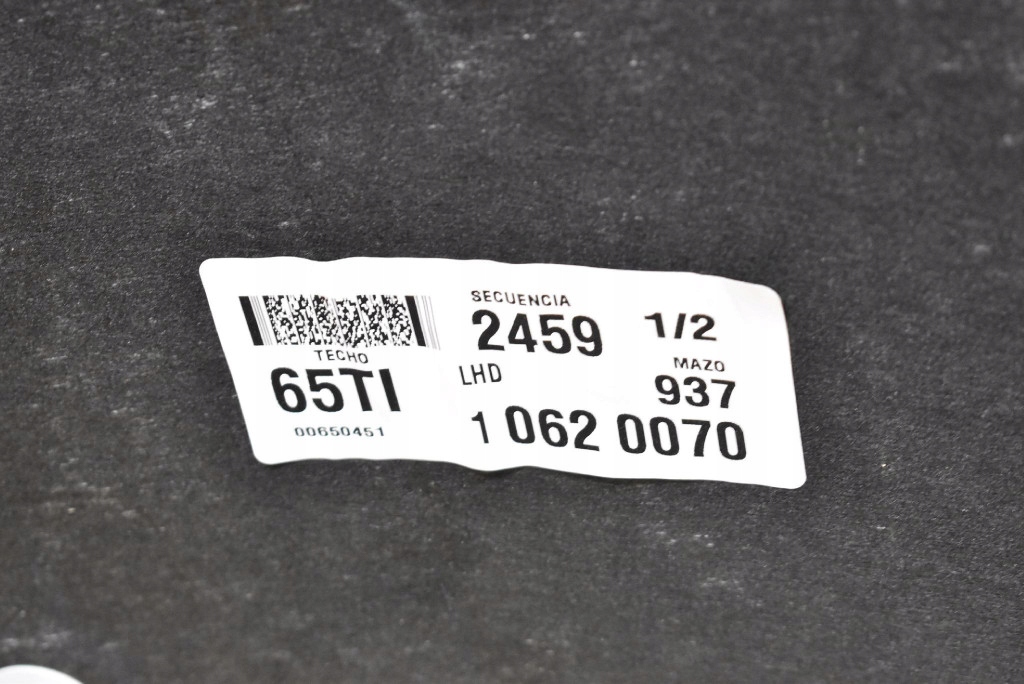 TECHO
65TI
00650451
SECUENCIA
2459 1/2
LHD
MAZO
937
1 062 0070